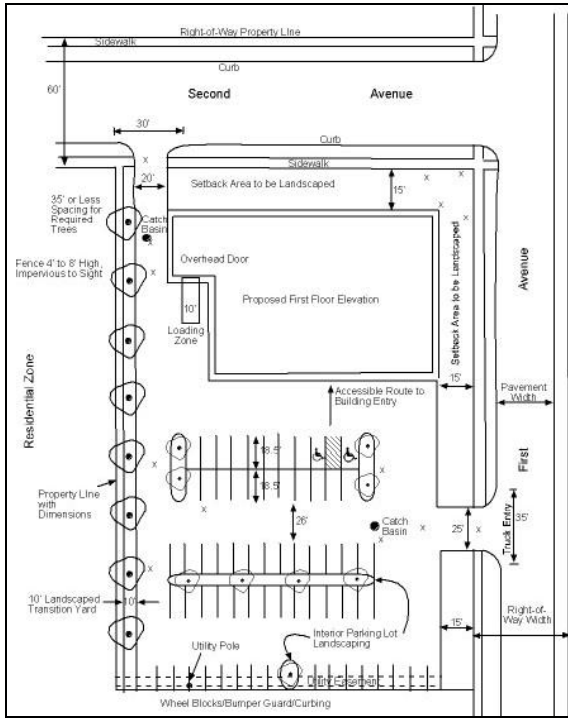 Right-of-Way Property Line
Sidewalk
Curb
60'
Second Avenue
30'
Curb
Sidewalk
20'
Setback Area to be Landscaped
15'
35' or Less
Spacing for
Required
Trees
Catch
Basin
Fence 4' to 8' High,
Impervious to Sight
Overhead Door
Proposed First Floor Elevation
10'
Loading
Zone
Setback Area to be Landscaped
Avenue
15'
Accessible Route to
Building Entry
Pavement
Width
Residential Zone
First
18.5'
18.5'
Property Line
with
Dimensions
26'
Catch
Basin
25'
Truck Entry
35'
10' Landscaped
Transition Yard
10'
15'
Right-of-
Way Width
Interior Parking Lot
Landscaping
Utility Pole
Utility Easement
Wheel Blocks/Bumper Guard/Curbing